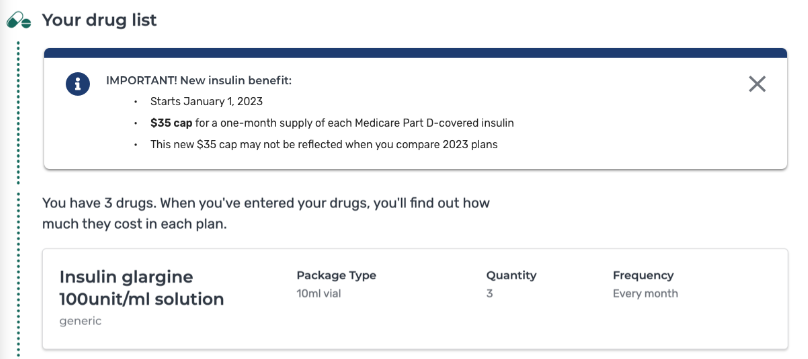 Your drug list
IMPORTANT! New insulin benefit:
• Starts January 1, 2023
• $35 cap for a one-month supply of each Medicare Part D-covered insulin
• This new $35 cap may not be reflected when you compare 2023 plans
You have 3 drugs. When you've entered your drugs, you'll find out how
much they cost in each plan.
Insulin glargine
100unit/ml solution
generic
Package Type
10ml vial
Quantity
3
Frequency
Every month